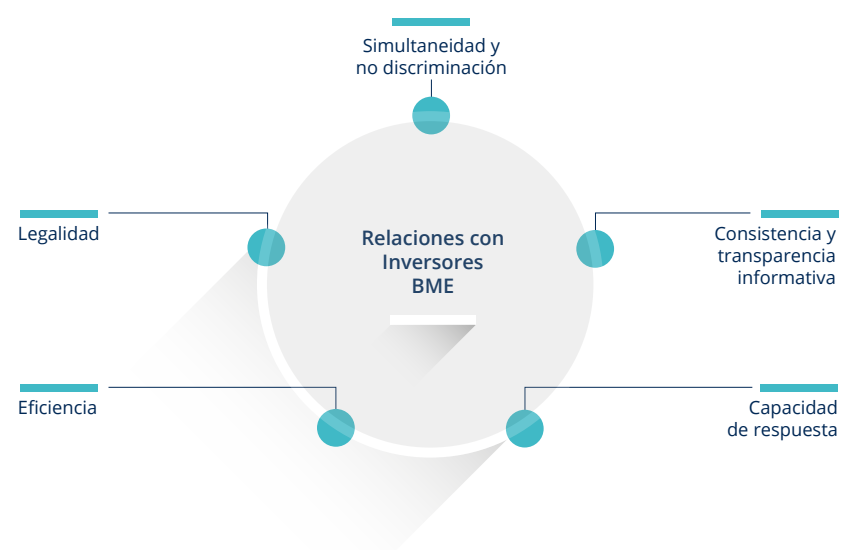 Simultaneidad y
no discriminación
Legalidad
Relaciones con
Inversores
BME
Consistencia y
transparencia
informativa
Eficiencia
Capacidad
de respuesta